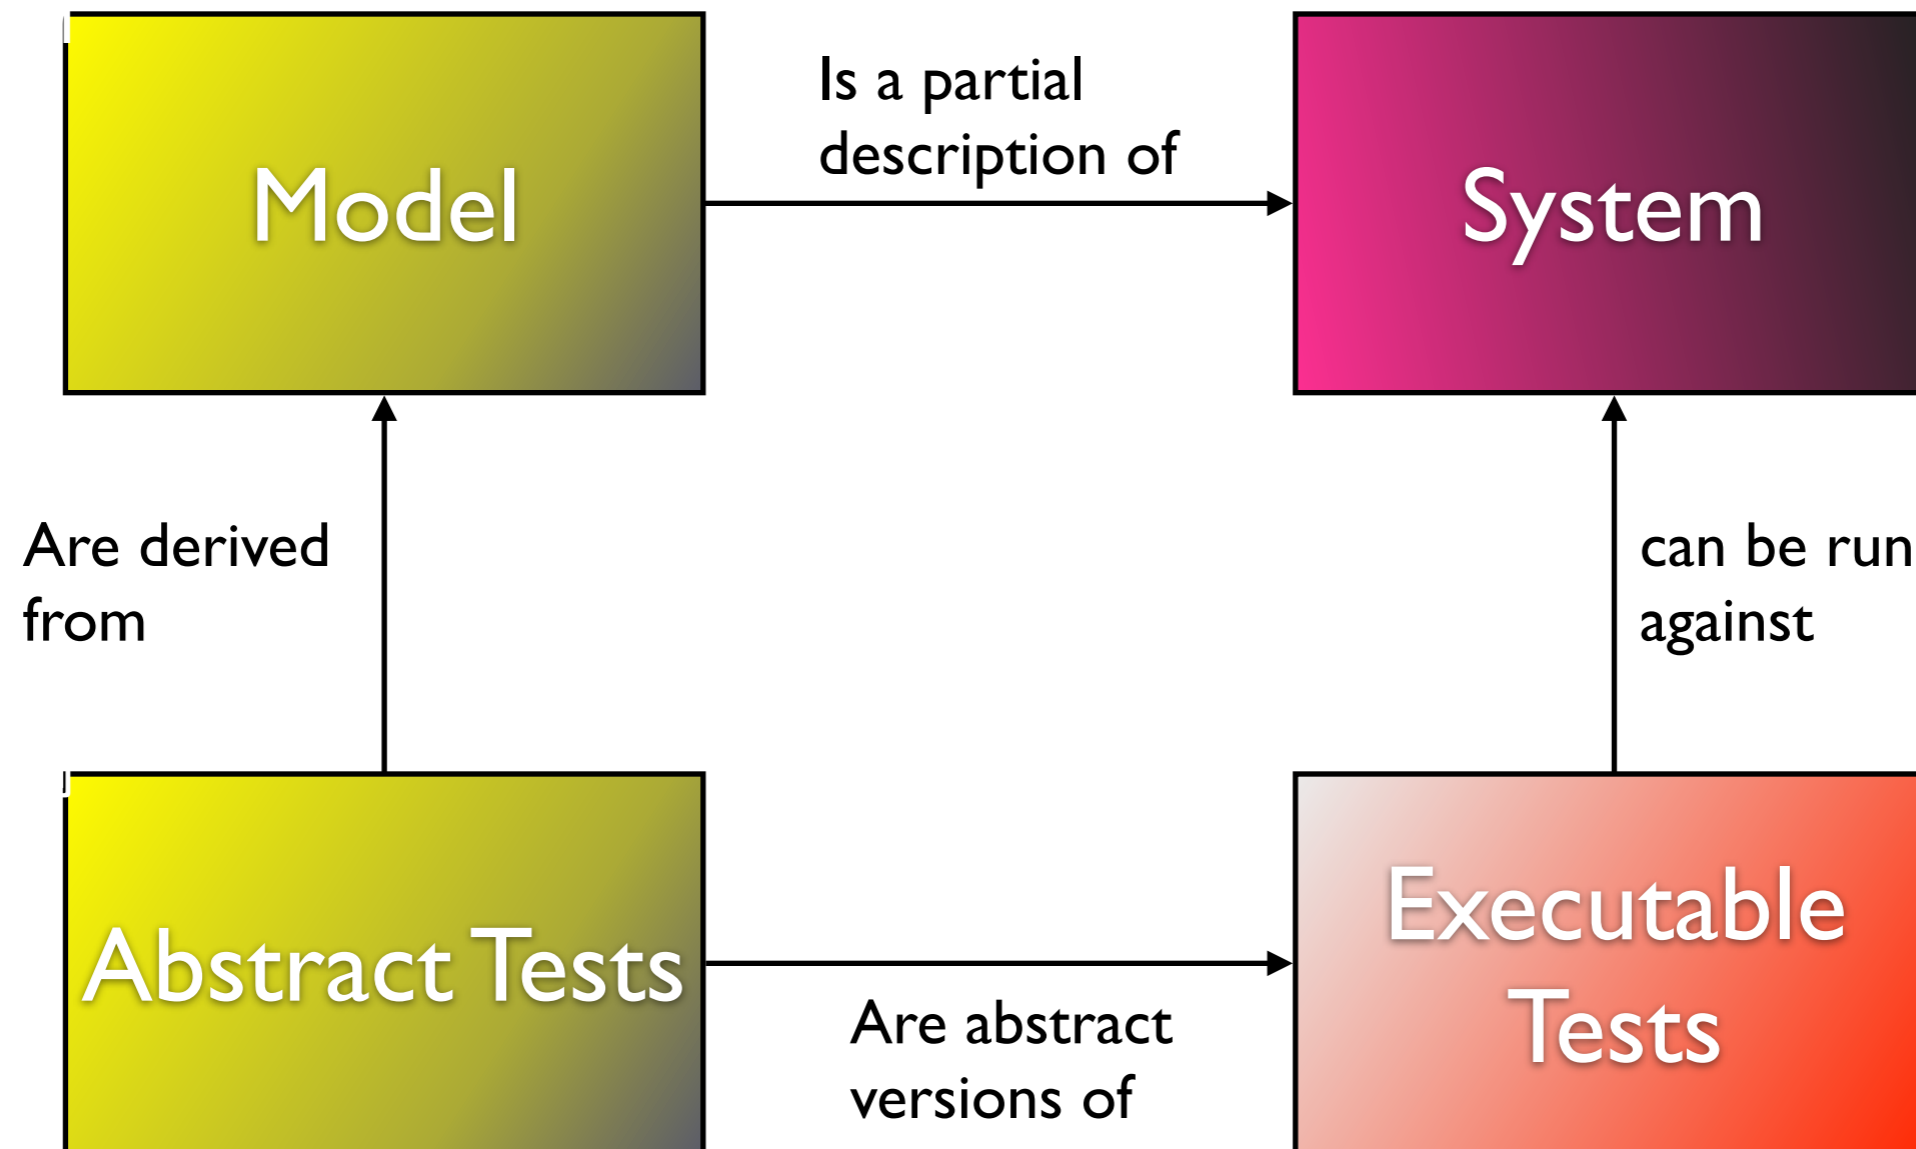 Is a partial
description of
Model
System
Are derived
from
can be run
against
Abstract Tests
Executable
Tests
Are abstract
versions of